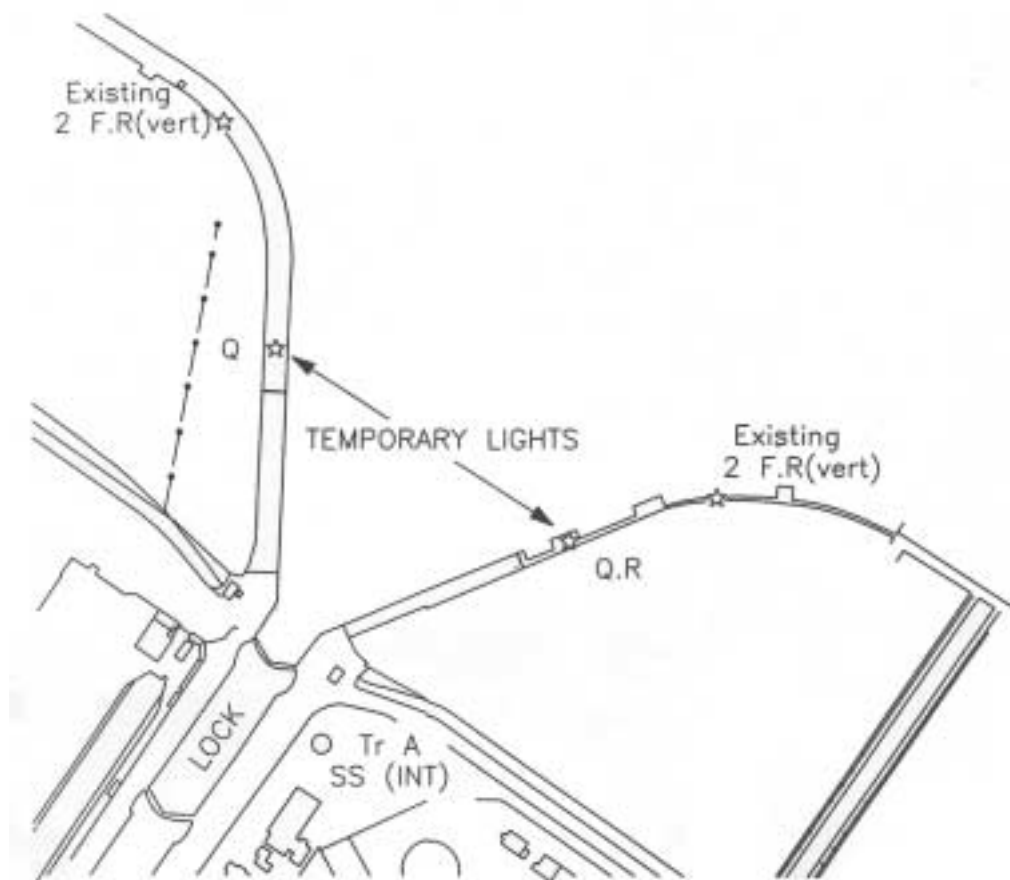 Existing
2 F.R(vert)
Q
TEMPORARY LIGHTS
Existing
2 F.R(vert)
Q.R
LOCK
Tr A
SS (INT)